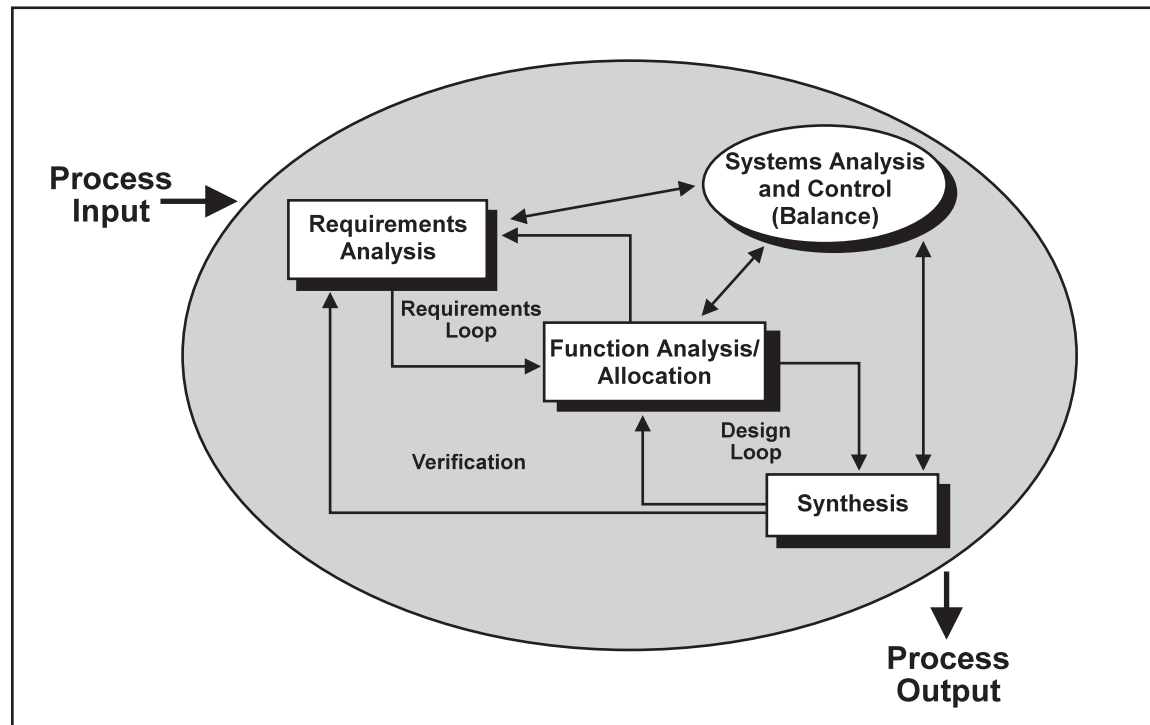 Process
Input
Systems Analysis
and Control
(Balance)
Requirements
Analysis
Requirements
Loop
Function Analysis/
Allocation
Design
Loop
Verification
Synthesis
Process
Output